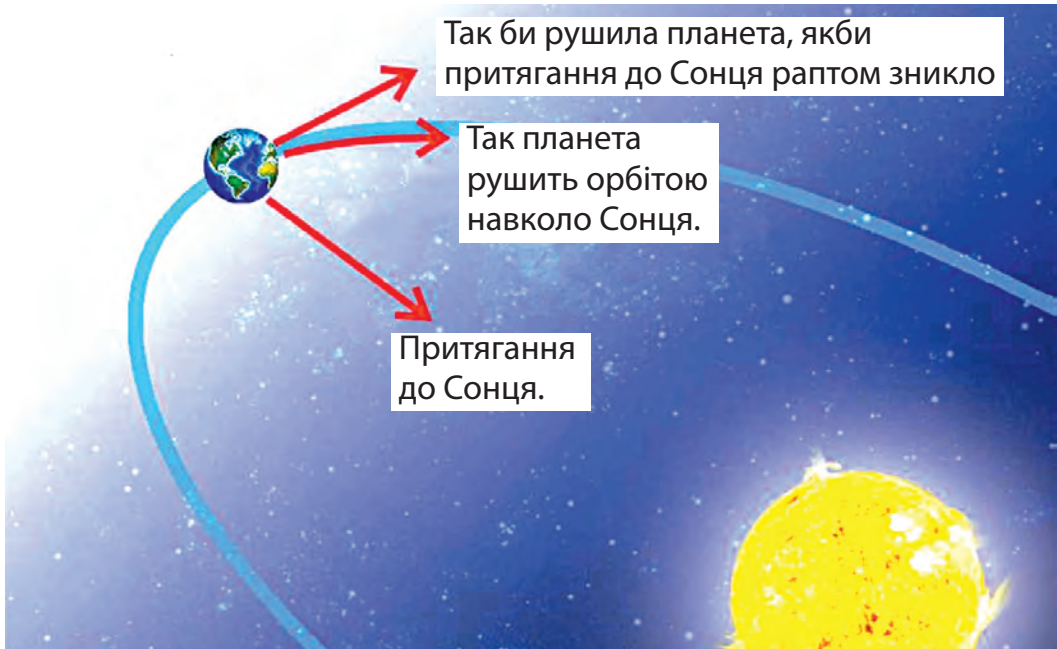 Так би рушила планета, якби
притягання до Сонця раптом зникло
Так планета
рушить орбітою
навколо Сонця.
Притягання
до Сонця.